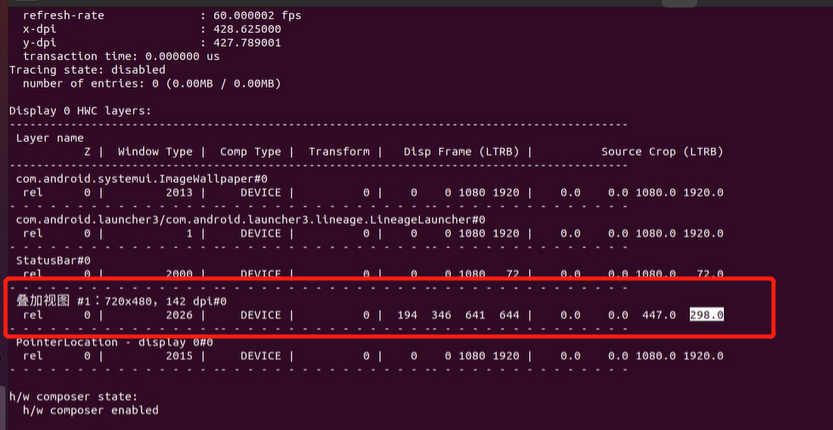 refresh-rate : 60.000002 fps
x-dpi : 428.625000
y-dpi : 427.789001
transaction time: 0.000000 us
Tracing state: disabled
number of entries: 0 (0.00MB / 0.00MB)
Display 0 HWC layers:
-----------------------------------------------------------------------------------------
Layer name
Z | Window Type | Comp Type | Transform | Disp Frame (LTRB) | Source Crop (LTRB)
-----------------------------------------------------------------------------------------
com.android.systemui.ImageWallpaper#0
rel 0 | 2013 | DEVICE | 0 | 0 0 1080 1920 | 0.0 0.0 1080.0 1920.0
- - - - - - - - - - - - - - - - - - - - - - - - - - - - - - - - - - - - - - - - - - - - -
com.android.launcher3/com.android.launcher3.lineage.LineageLauncher#0
rel 0 | 1 | DEVICE | 0 | 0 0 1080 1920 | 0.0 0.0 1080.0 1920.0
- - - - - - - - - - - - - - - - - - - - - - - - - - - - - - - - - - - - - - - - - - - - -
StatusBar#0
rel 0 | 2000 | DEVICE | 0 | 0 0 1080 72 | 0.0 0.0 1080.0 72.0
- - - - - - - - - - - - - - - - - - - - - - - - - - - - - - - - - - - - - - - - - - - - -
叠加视图 #1：720x480，142 dpi#0
rel 0 | 2026 | DEVICE | 0 | 194 346 641 644 | 0.0 0.0 447.0 298.0
- - - - - - - - - - - - - - - - - - - - - - - - - - - - - - - - - - - - - - - - - - - - -
PointerLocation - display 0#0
rel 0 | 2015 | DEVICE | 0 | 0 0 1080 1920 | 0.0 0.0 1080.0 1920.0
- - - - - - - - - - - - - - - - - - - - - - - - - - - - - - - - - - - - - - - - - - - - -
h/w composer state:
h/w composer enabled